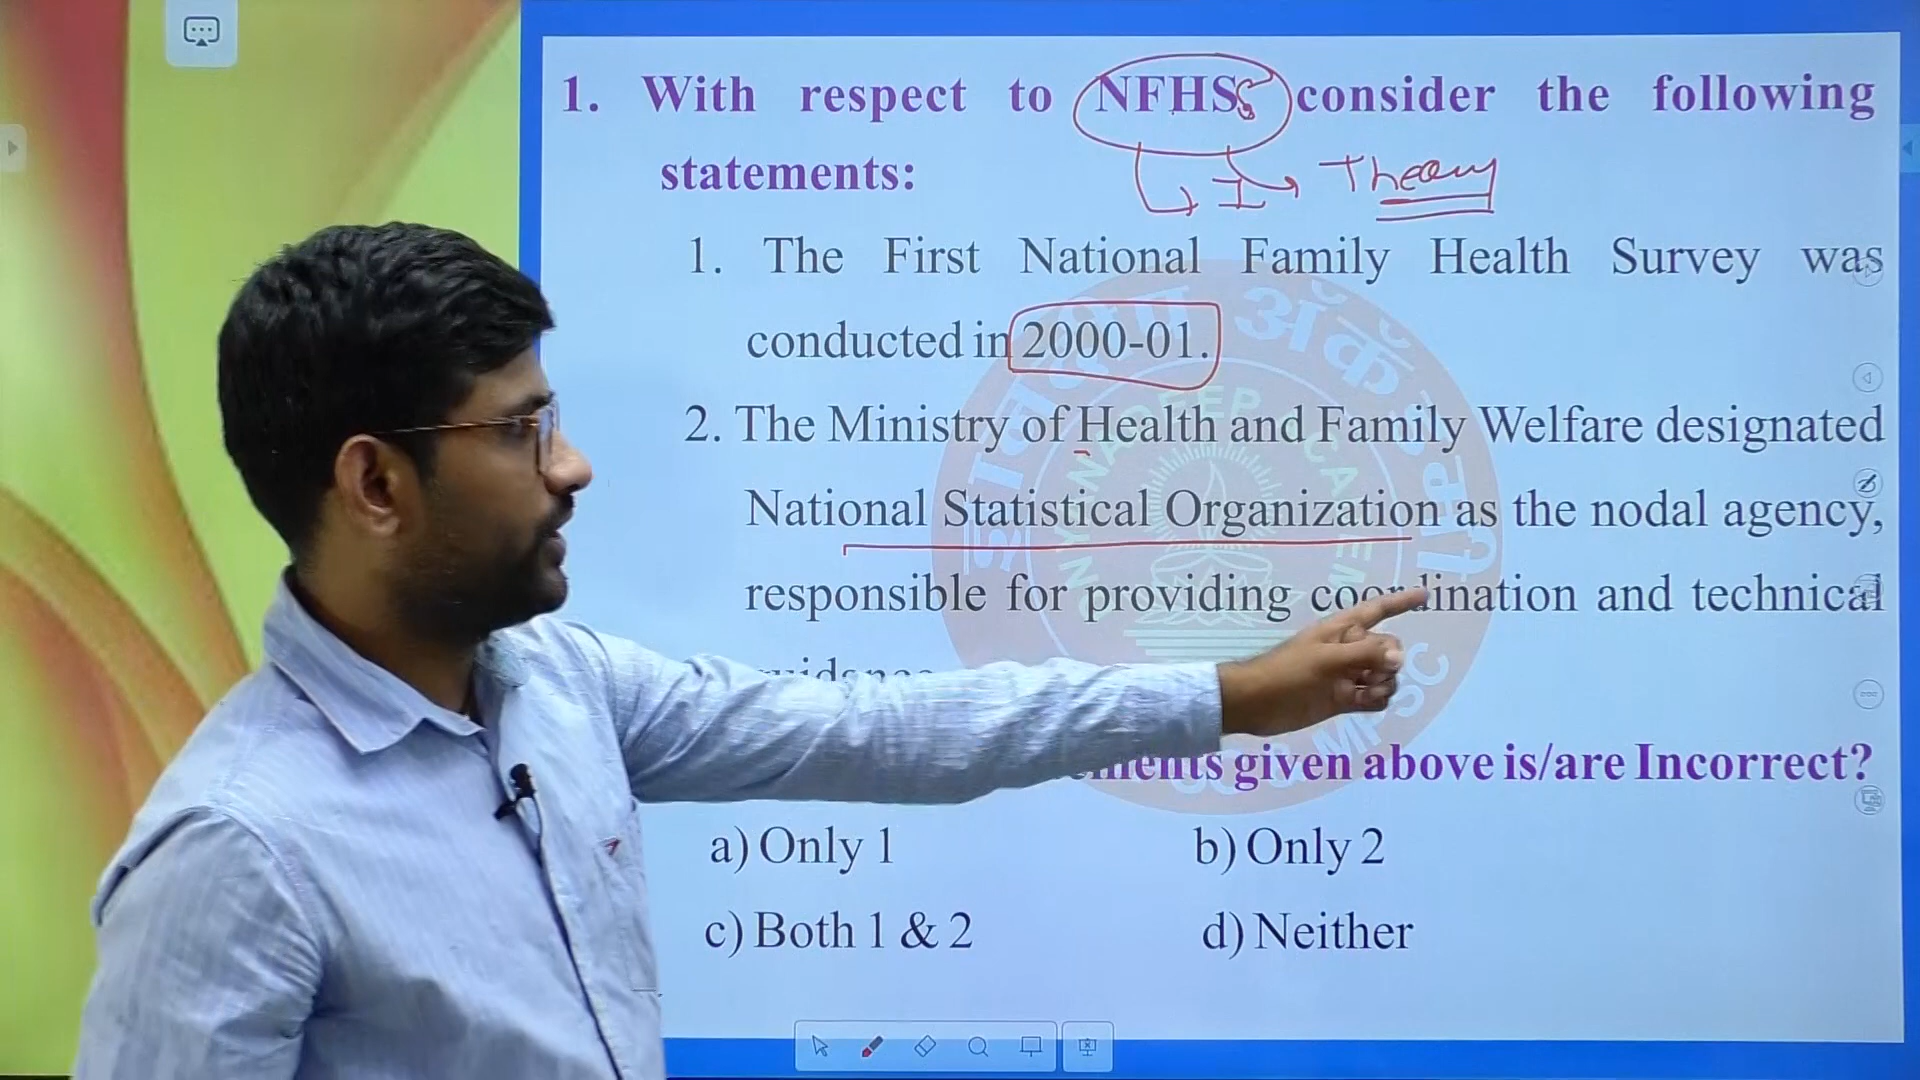 1. With respect to NFHS consider the following
statements:
I Theory
1. The First National Family Health Survey was
conducted in 2000-01.
2. The Ministry of Health and Family Welfare designated
National Statistical Organization as the nodal agency,
responsible for providing coordination and technical
given above is/are Incorrect?
a) Only 1
b) Only 2
c) Both 1 & 2
d) Neither